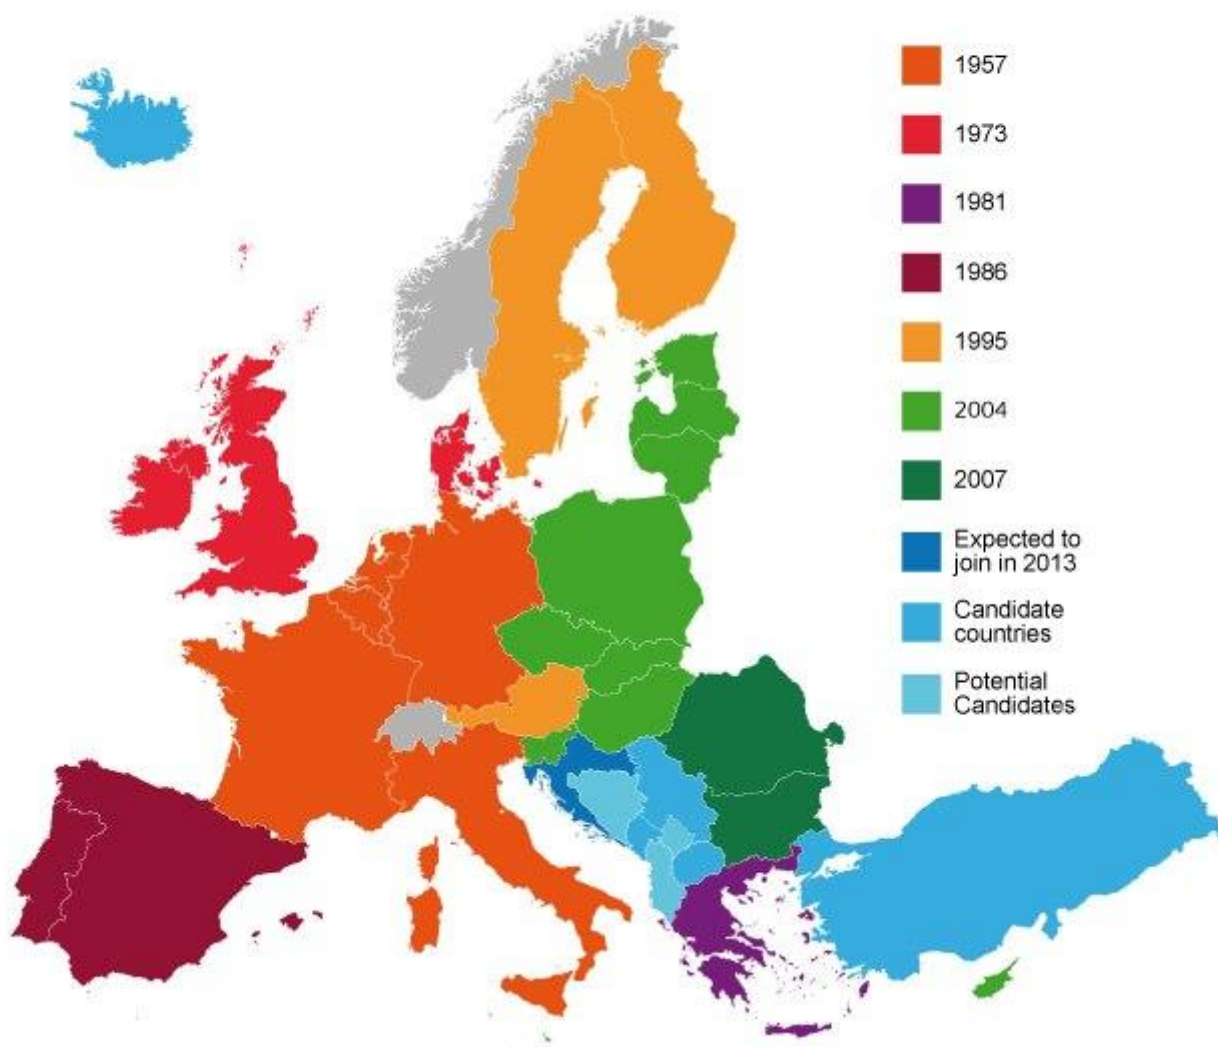 1957
1973
1981
1986
1995
2004
2007
Expected to
join in 2013
Candidate
countries
Potential
Candidates